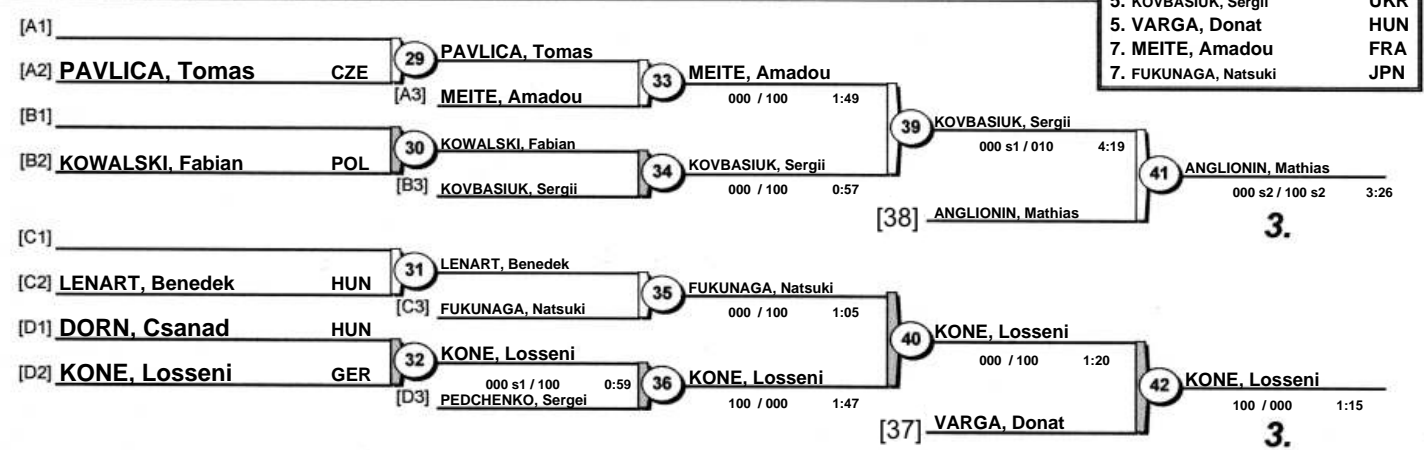 5. KOVBASIUK, Sergii UKR
5. VARGA, Donat HUN
7. MEITE, Amadou FRA
7. FUKUNAGA, Natsuki JPN
[A1]
[A2] PAVLICA, Tomas CZE
29
PAVLICA, Tomas
[A3] MEITE, Amadou
33
MEITE, Amadou
000 / 100 1:49
[B1]
[B2] KOWALSKI, Fabian POL
30
KOWALSKI, Fabian
[B3] KOVBASIUK, Sergii
34
KOVBASIUK, Sergii
000 / 100 0:57
39
KOVBASIUK, Sergii
000 s1 / 010 4:19
[38] ANGLIONIN, Mathias
41
ANGLIONIN, Mathias
000 s2 / 100 s2 3:26
3.
[C1]
[C2] LENART, Benedek HUN
31
LENART, Benedek
[C3] FUKUNAGA, Natsuki
35
FUKUNAGA, Natsuki
000 / 100 1:05
[D1] DORN, Csanad HUN
[D2] KONE, Losseni GER
32
KONE, Losseni
000 s1 / 100 0:59
[D3] PEDCHENKO, Sergei
36
KONE, Losseni
100 / 000 1:47
40
KONE, Losseni
000 / 100 1:20
[37] VARGA, Donat
42
KONE, Losseni
100 / 000 1:15
3.